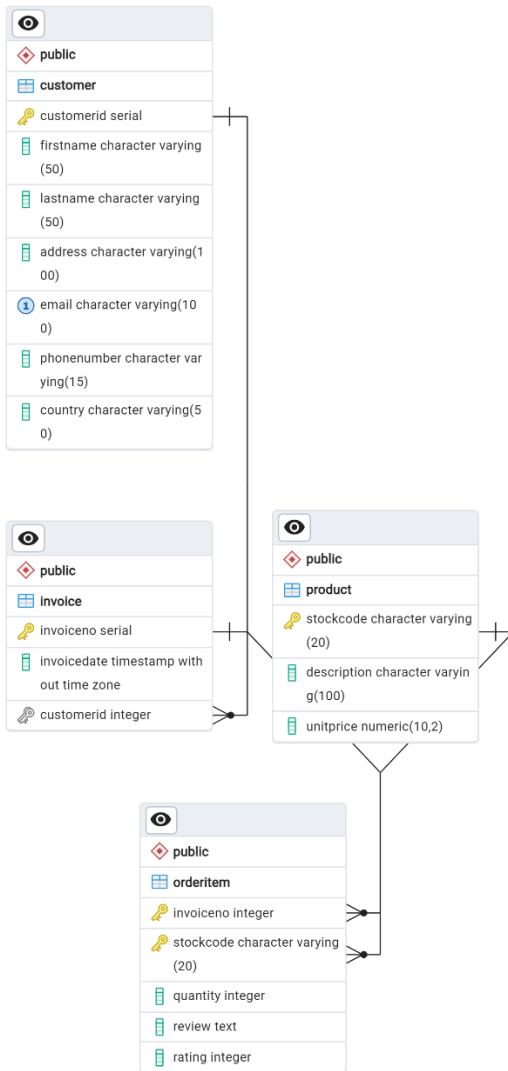 public
customer
customerid serial
firstname character varying
(50)
lastname character varying
(50)
address character varying(1
00)
1 email character varying(10
0)
phonenumber character var
ying(15)
country character varying(5
0)
public
invoice
invoiceno serial
invoicedate timestamp with
out time zone
customerid integer
public
product
stockcode character varying
(20)
description character varyin
g(100)
unitprice numeric(10,2)
public
orderitem
invoiceno integer
stockcode character varying
(20)
quantity integer
review text
rating integer